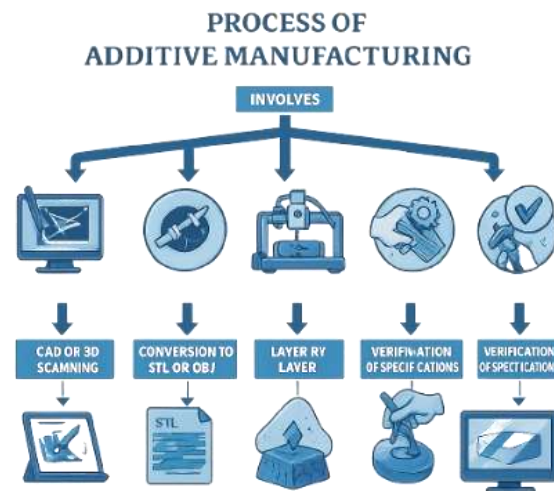 PROCESS OF
ADDITIVE MANUFACTURING
INVOLVES
CAD OR 3D
SCAMNING
CONVERSION TO
STL OR OBJ
LAYER RY
LAYER
VERIFIWATION
OF SPECIF CATIONS
VERIFICATION
OF SPECTICATION
STL